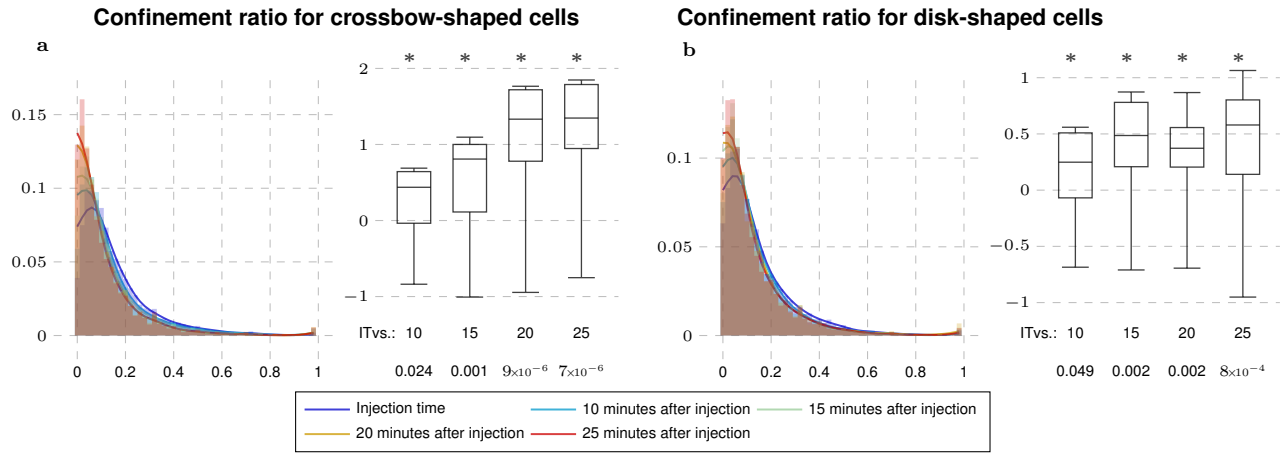 Confinement ratio for crossbow-shaped cells
a
0.15
0.1
0.05
0
0 0.2 0.4 0.6 0.8 1
* * * *
2
1
0
−1
ITvs.: 10 15 20 25
0.024 0.001 9×10−6 7×10−6
Confinement ratio for disk-shaped cells
b
0.1
0.05
0
0 0.2 0.4 0.6 0.8 1
* * * *
1
0.5
0
−0.5
−1
ITvs.: 10 15 20 25
0.049 0.002 0.002 8×10−4
Injection time 10 minutes after injection 15 minutes after injection
20 minutes after injection 25 minutes after injection